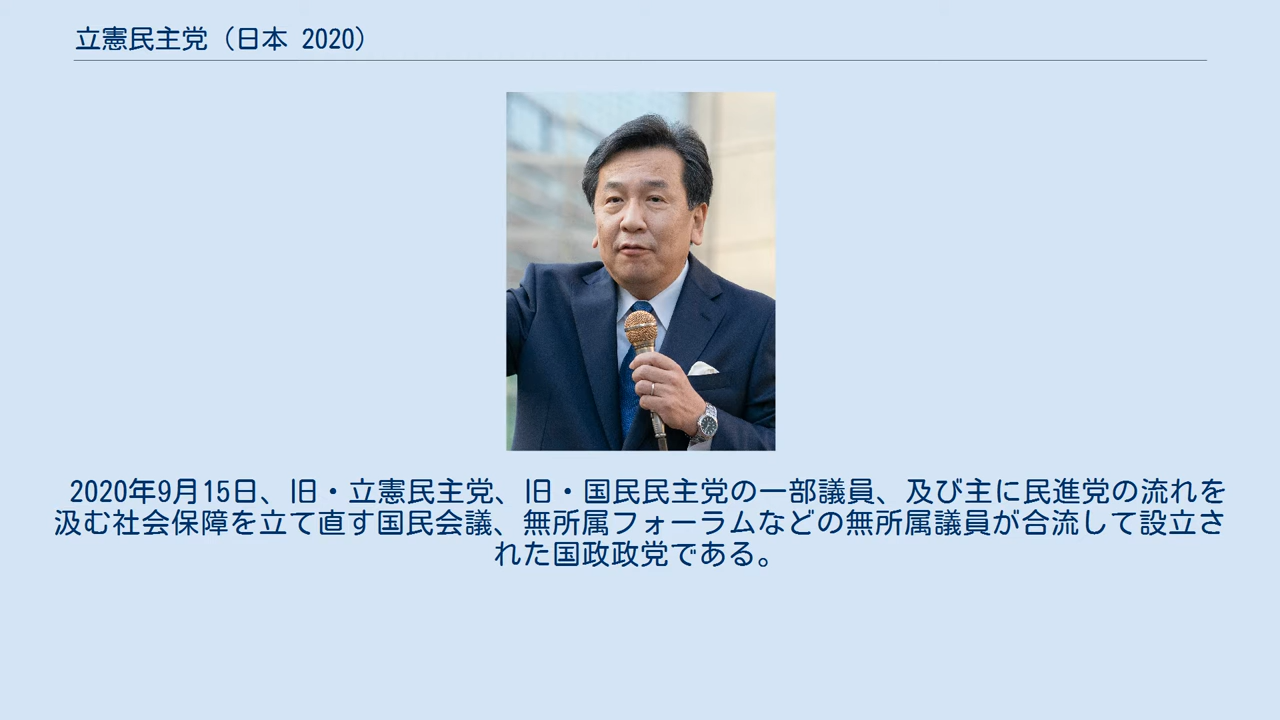 立憲民主党（日本 2020）
2020年9月15日、旧・立憲民主党、旧・国民民主党の一部議員、及び主に民進党の流れを
汲む社会保障を立て直す国民会議、無所属フォーラムなどの無所属議員が合流して設立さ
れた国政政党である。